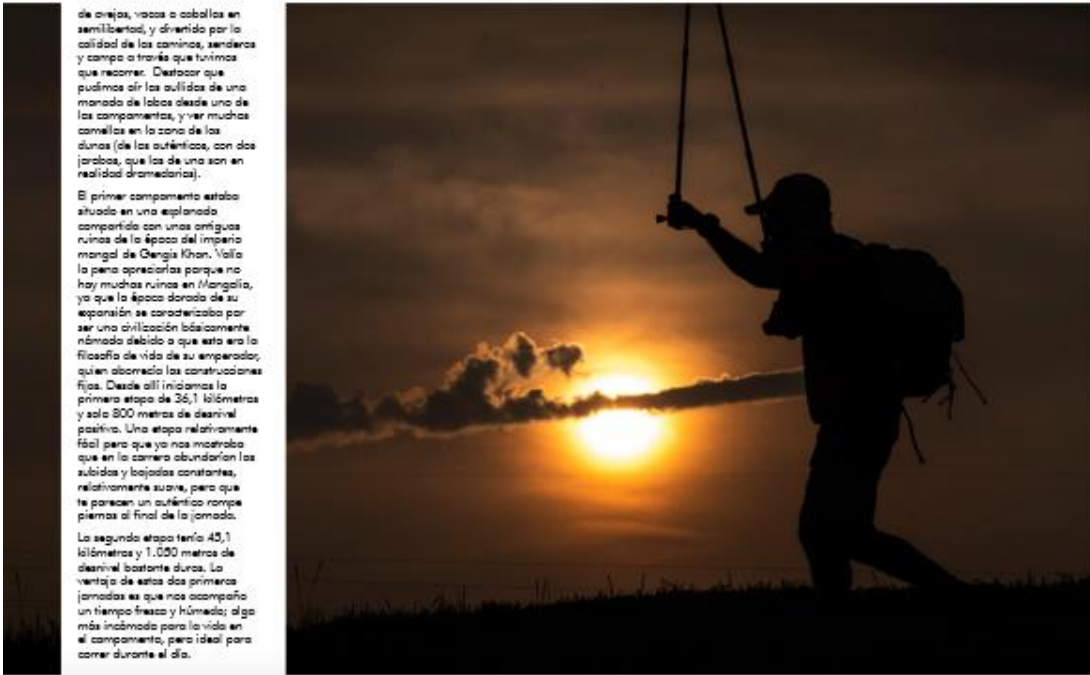 de ovejas, vacas o caballos en
semilibertad, y divertido por la
calidad de los caminos, senderos
y campo a través que tuvimos
que recorrer. Destacar que
pudimos oír los aullidos de una
manada de lobos desde uno de
los campamentos, y ver muchos
camellos en la zona de las
dunas (de los auténticos, con dos
jorobas, que los de una son en
realidad dromedarios).
El primer campamento estaba
situado en una explanada
compartida con unas antiguas
ruinas de la época del imperio
mongol de Gengis Khan. Valía
la pena apreciarlas porque no
hay muchas ruinas en Mongolia,
ya que la época dorada de su
expansión se caracterizaba por
ser una civilización básicamente
nómada debido a que esta era la
filosofía de vida de su emperador,
quien aborrecía las construcciones
fijas. Desde allí iniciamos la
primera etapa de 36,1 kilómetros
y solo 800 metros de desnivel
positivo. Una etapa relativamente
fácil pero que ya nos mostraba
que en la carrera abundarían las
subidas y bajadas constantes,
relativamente suave, pero que
te parecen un auténtico rompe
piernas al final de la jornada.
La segunda etapa tenía 45,1
kilómetros y 1.050 metros de
desnivel bastante duros. La
ventaja de estas dos primeras
jornadas es que nos acompaño
un tiempo fresco y húmedo; algo
más incómodo para la vida en
el campamento, pero ideal para
correr durante el día.